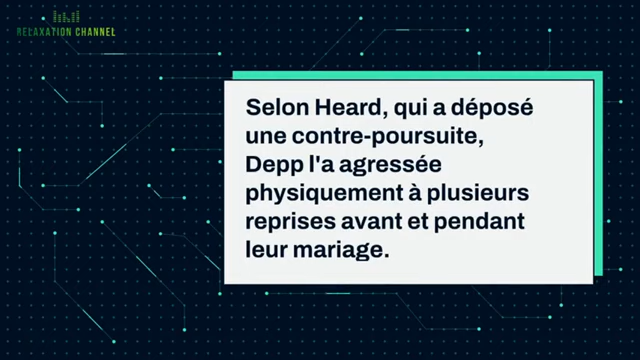 RELAXATION CHANNEL
Selon Heard, qui a déposé
une contre-poursuite,
Depp l'a agressée
physiquement à plusieurs
reprises avant et pendant
leur mariage.